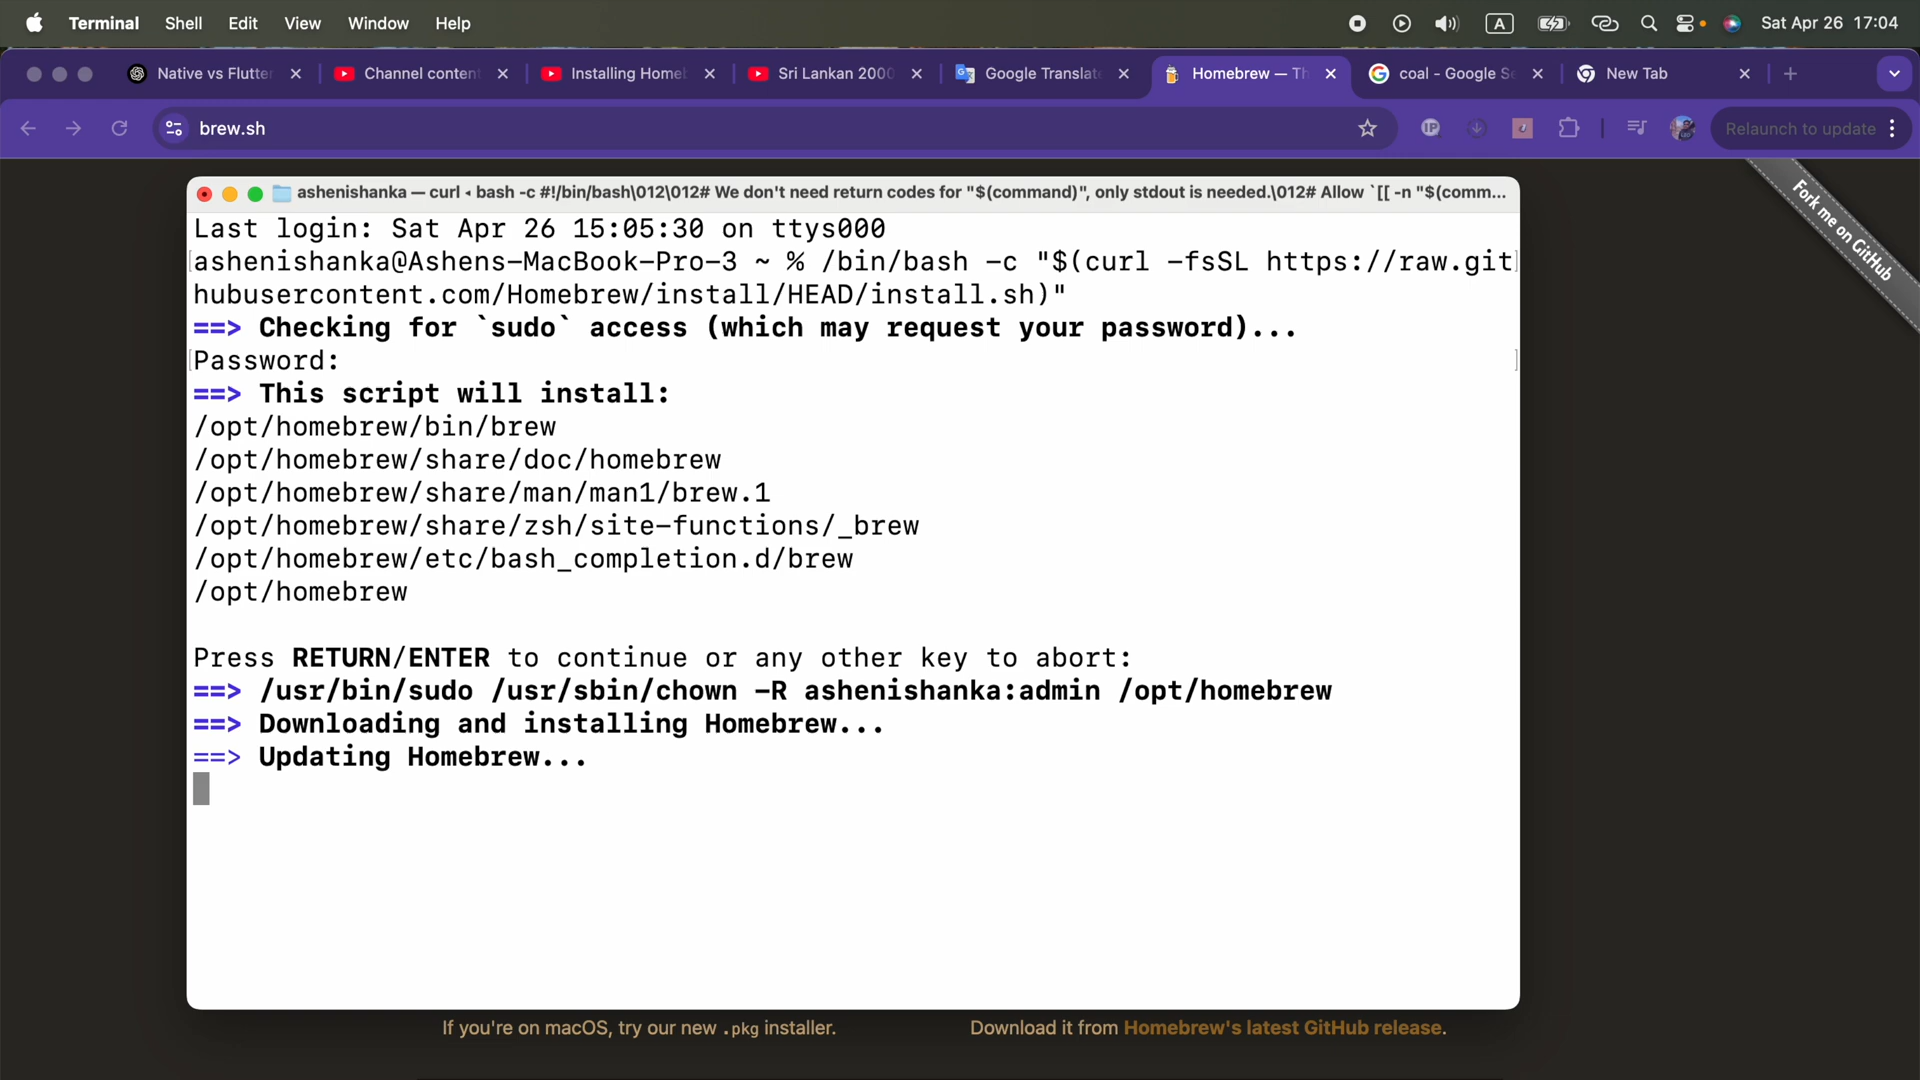 Terminal Shell Edit View Window Help A Sat Apr 26 17:04
Native vs Flutter Channel content Installing Homeb Sri Lankan 2000 Google Translate Homebrew — Th coal - Google Se New Tab
brew.sh IP Relaunch to update
Fork me on GitHub
ashenishanka — curl ◂ bash -c #!/bin/bash\012\012# We don't need return codes for "$(command)", only stdout is needed.\012# Allow `[[ -n "$(comm...
Last login: Sat Apr 26 15:05:30 on ttys000
ashenishanka@Ashens-MacBook-Pro-3 ~ % /bin/bash -c "$(curl -fsSL https://raw.git
hubusercontent.com/Homebrew/install/HEAD/install.sh)"
==> Checking for `sudo` access (which may request your password)...
Password:
==> This script will install:
/opt/homebrew/bin/brew
/opt/homebrew/share/doc/homebrew
/opt/homebrew/share/man/man1/brew.1
/opt/homebrew/share/zsh/site-functions/_brew
/opt/homebrew/etc/bash_completion.d/brew
/opt/homebrew
Press RETURN/ENTER to continue or any other key to abort:
==> /usr/bin/sudo /usr/sbin/chown -R ashenishanka:admin /opt/homebrew
==> Downloading and installing Homebrew...
==> Updating Homebrew...
If you're on macOS, try our new .pkg installer. Download it from Homebrew's latest GitHub release.